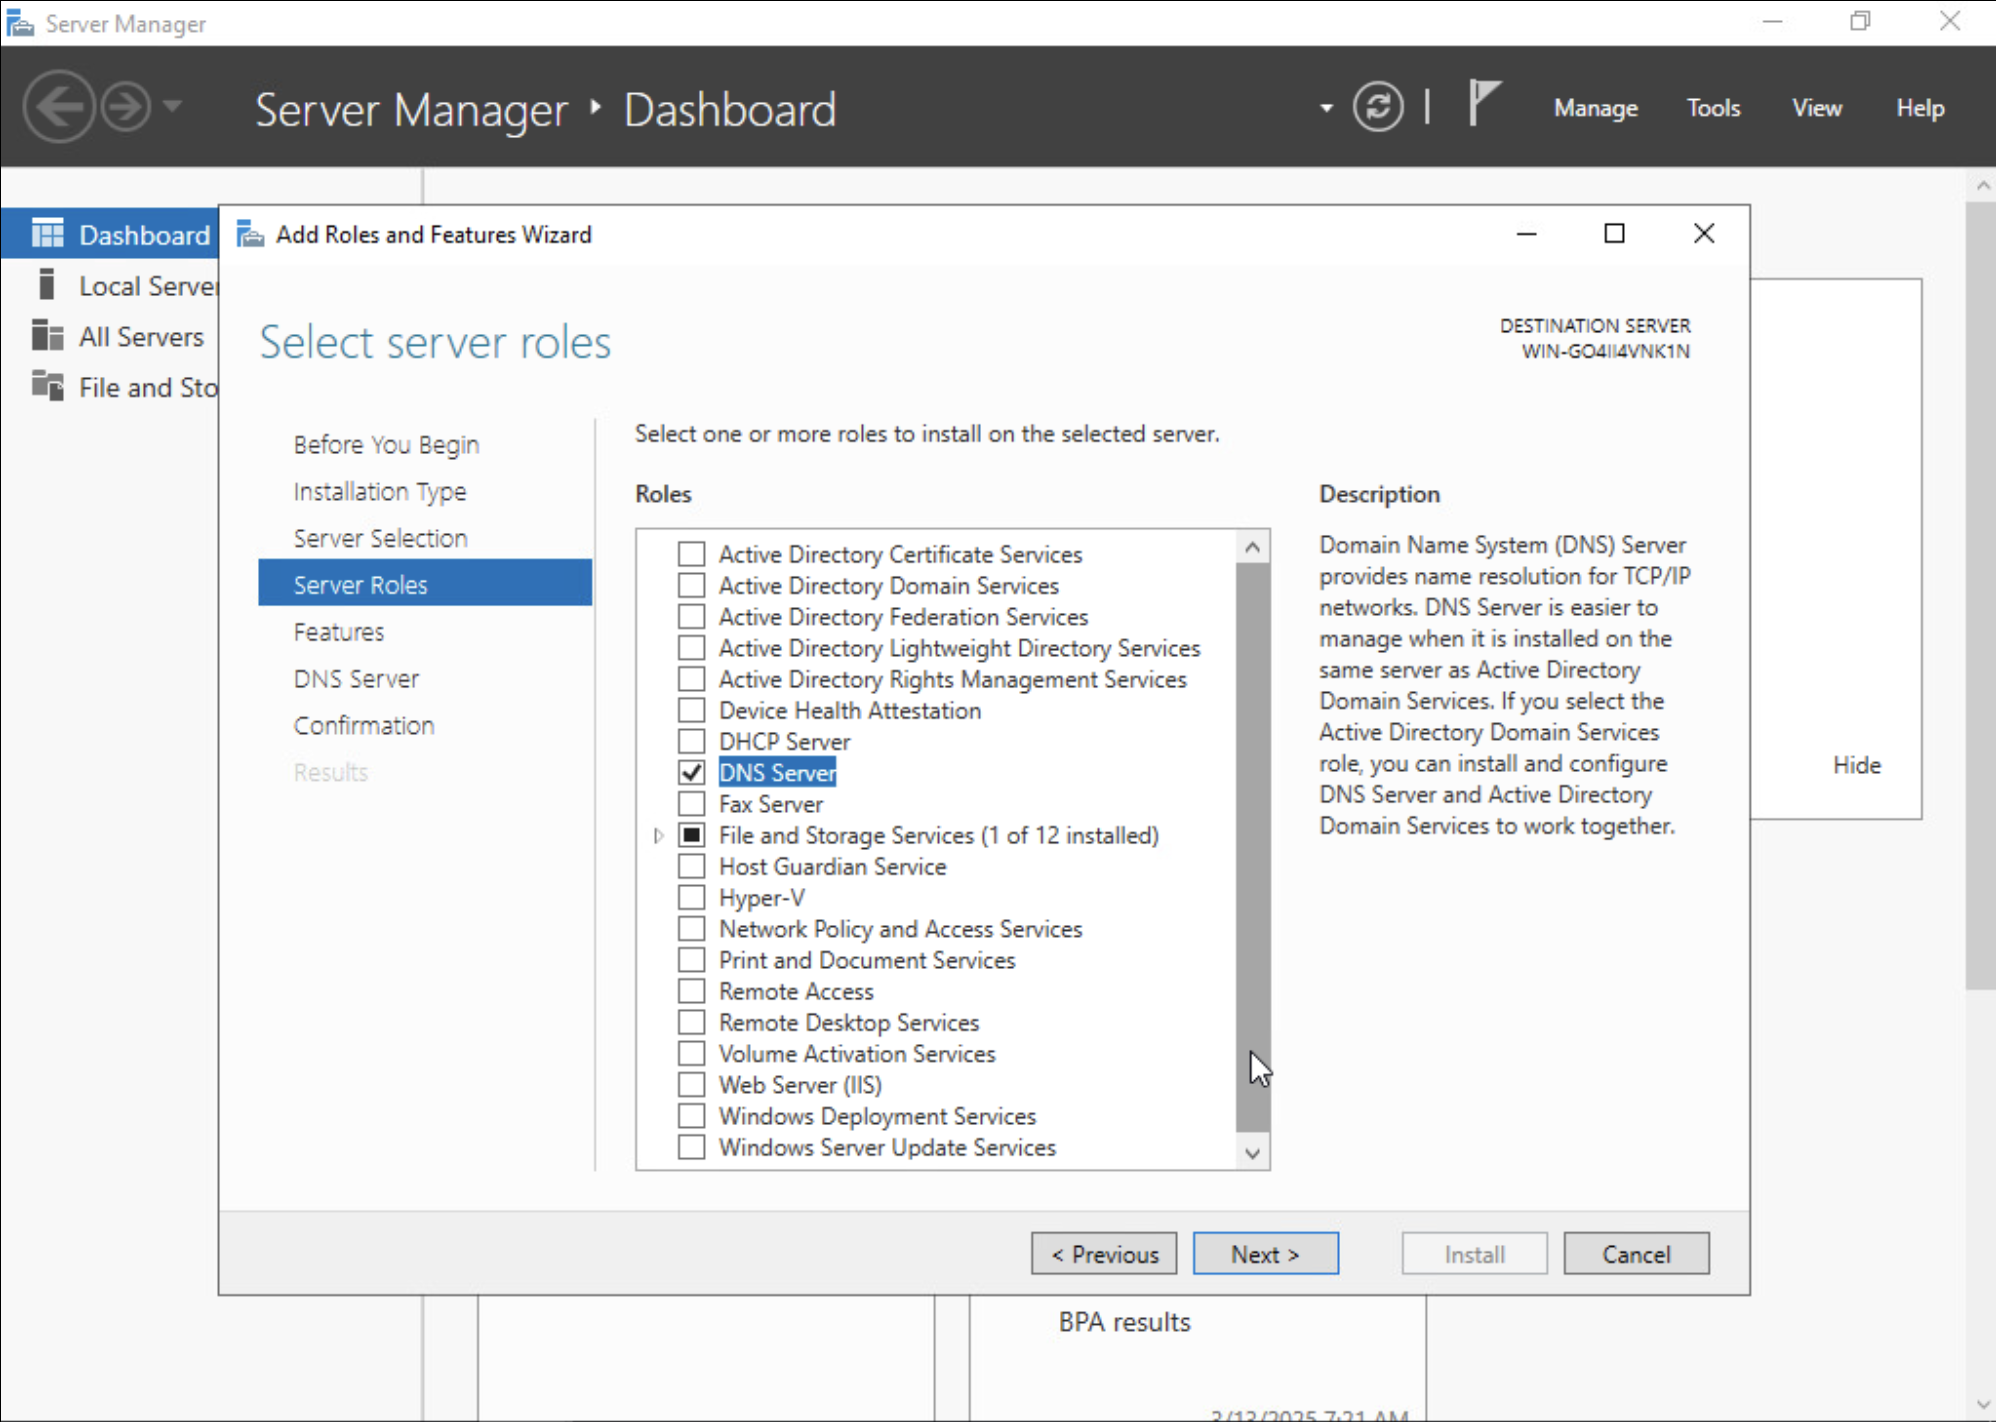 Server Manager
Server Manager ‣ Dashboard
Manage Tools View Help
Dashboard
Local Server
All Servers
File and Sto
Add Roles and Features Wizard
Select server roles
DESTINATION SERVER
WIN-GO4II4VNK1N
Before You Begin
Installation Type
Server Selection
Server Roles
Features
DNS Server
Confirmation
Results
Select one or more roles to install on the selected server.
Roles
Active Directory Certificate Services
Active Directory Domain Services
Active Directory Federation Services
Active Directory Lightweight Directory Services
Active Directory Rights Management Services
Device Health Attestation
DHCP Server
DNS Server
Fax Server
File and Storage Services (1 of 12 installed)
Host Guardian Service
Hyper-V
Network Policy and Access Services
Print and Document Services
Remote Access
Remote Desktop Services
Volume Activation Services
Web Server (IIS)
Windows Deployment Services
Windows Server Update Services
Description
Domain Name System (DNS) Server
provides name resolution for TCP/IP
networks. DNS Server is easier to
manage when it is installed on the
same server as Active Directory
Domain Services. If you select the
Active Directory Domain Services
role, you can install and configure
DNS Server and Active Directory
Domain Services to work together.
Hide
< Previous
Next >
Install
Cancel
BPA results
3/13/2025 7:21 AM